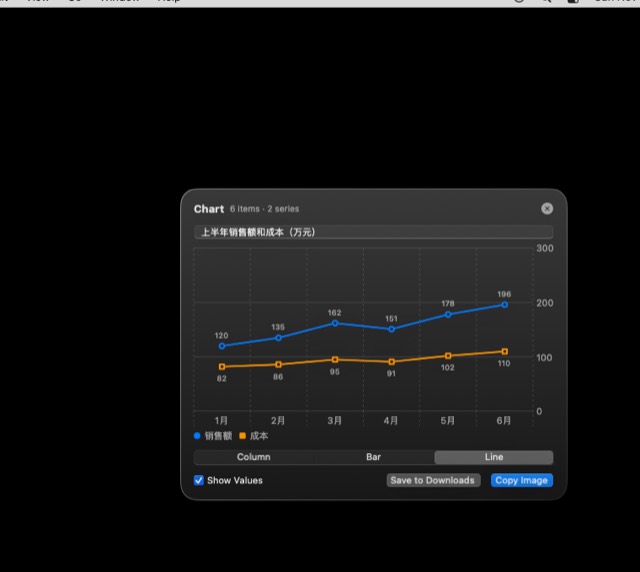 Window Help
Chart 6 items · 2 series
上半年销售额和成本（万元）
300
200
100
0
120 135 162 151 178 196
82 86 95 91 102 110
1月 2月 3月 4月 5月 6月
销售额 成本
Column Bar Line
Show Values Save to Downloads Copy Image